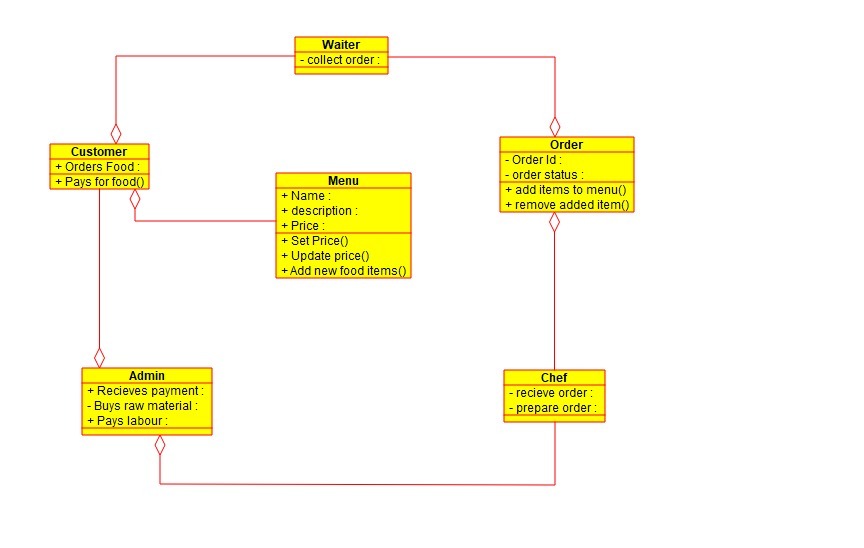 Waiter
- collect order :
Customer
+ Orders Food :
+ Pays for food()
Menu
+ Name :
+ description :
+ Price :
+ Set Price()
+ Update price()
+ Add new food items()
Order
- Order Id :
- order status :
+ add items to menu()
+ remove added item()
Admin
+ Recieves payment :
- Buys raw material :
+ Pays labour :
Chef
- recieve order :
- prepare order :